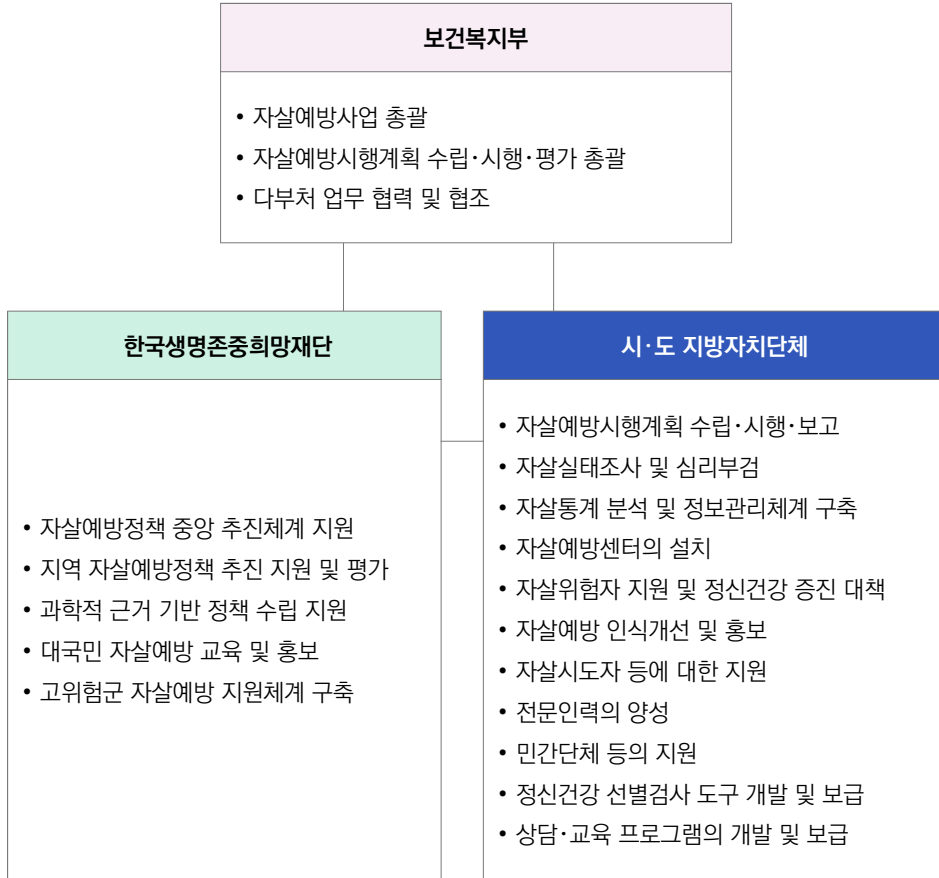 보건복지부
• 자살예방사업 총괄
• 자살예방시행계획 수립·시행·평가 총괄
• 다부처 업무 협력 및 협조
한국생명존중희망재단
• 자살예방정책 중앙 추진체계 지원
• 지역 자살예방정책 추진 지원 및 평가
• 과학적 근거 기반 정책 수립 지원
• 대국민 자살예방 교육 및 홍보
• 고위험군 자살예방 지원체계 구축
시·도 지방자치단체
• 자살예방시행계획 수립·시행·보고
• 자살실태조사 및 심리부검
• 자살통계 분석 및 정보관리체계 구축
• 자살예방센터의 설치
• 자살위험자 지원 및 정신건강 증진 대책
• 자살예방 인식개선 및 홍보
• 자살시도자 등에 대한 지원
• 전문인력의 양성
• 민간단체 등의 지원
• 정신건강 선별검사 도구 개발 및 보급
• 상담·교육 프로그램의 개발 및 보급